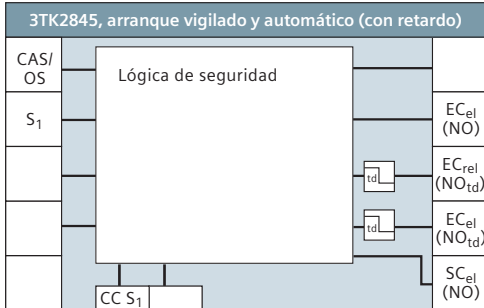 3TK2845, arranque vigilado y automático (con retardo)
CAS/
OS
Lógica de seguridad
S1
ECel
(NO)
td
ECrel
(NOtd)
td
ECel
(NOtd)
SCel
(NO)
CC S1